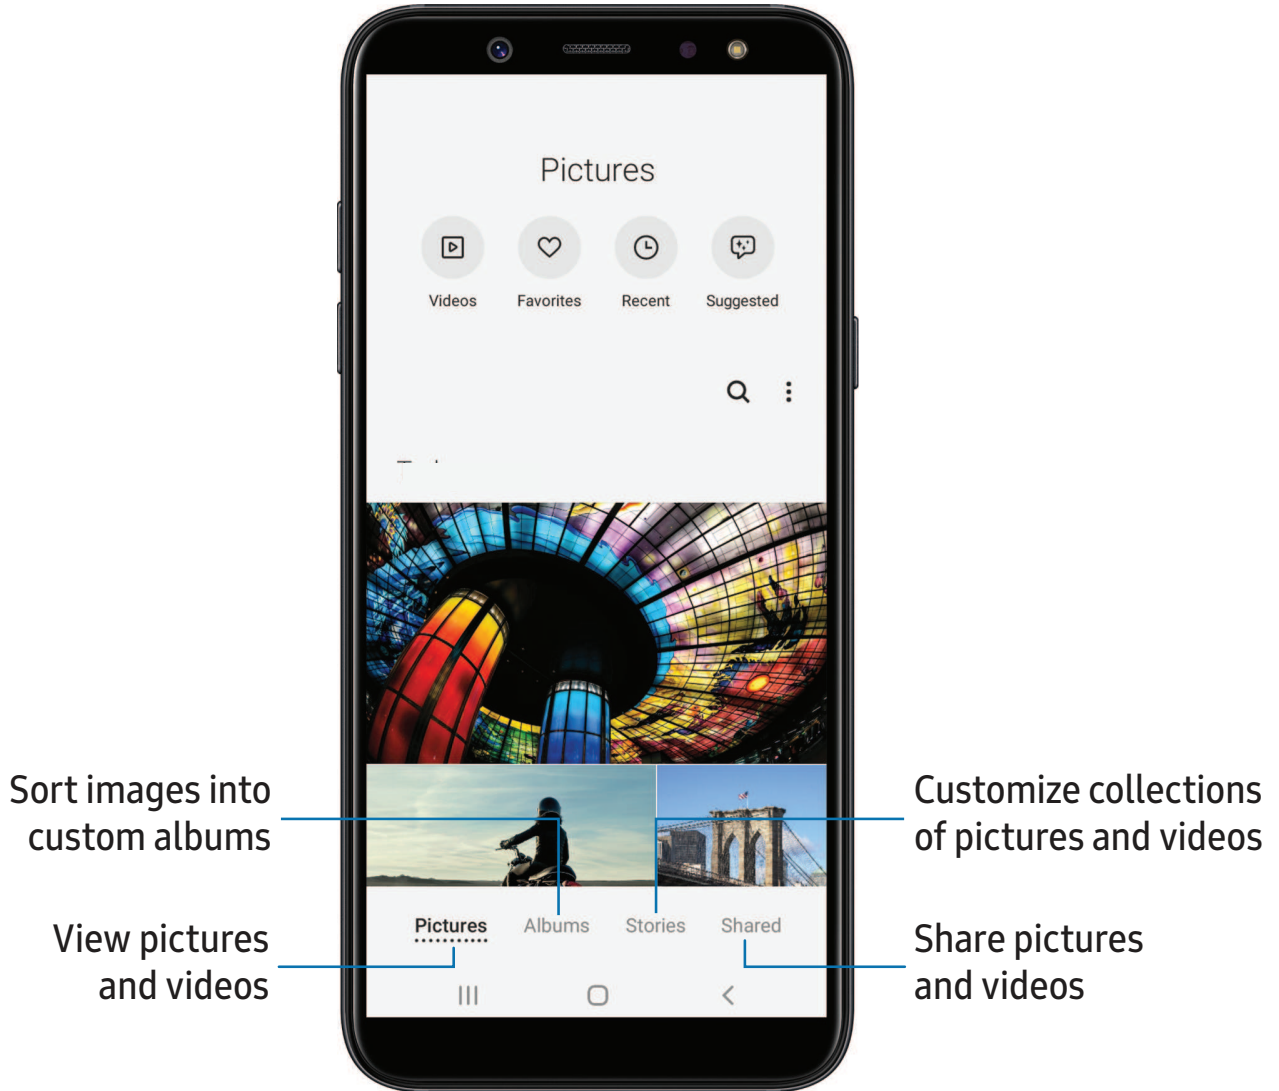 Pictures
Videos Favorites Recent Suggested
Sort images into
custom albums
Customize collections
of pictures and videos
Pictures Albums Stories Shared
View pictures
and videos
Share pictures
and videos